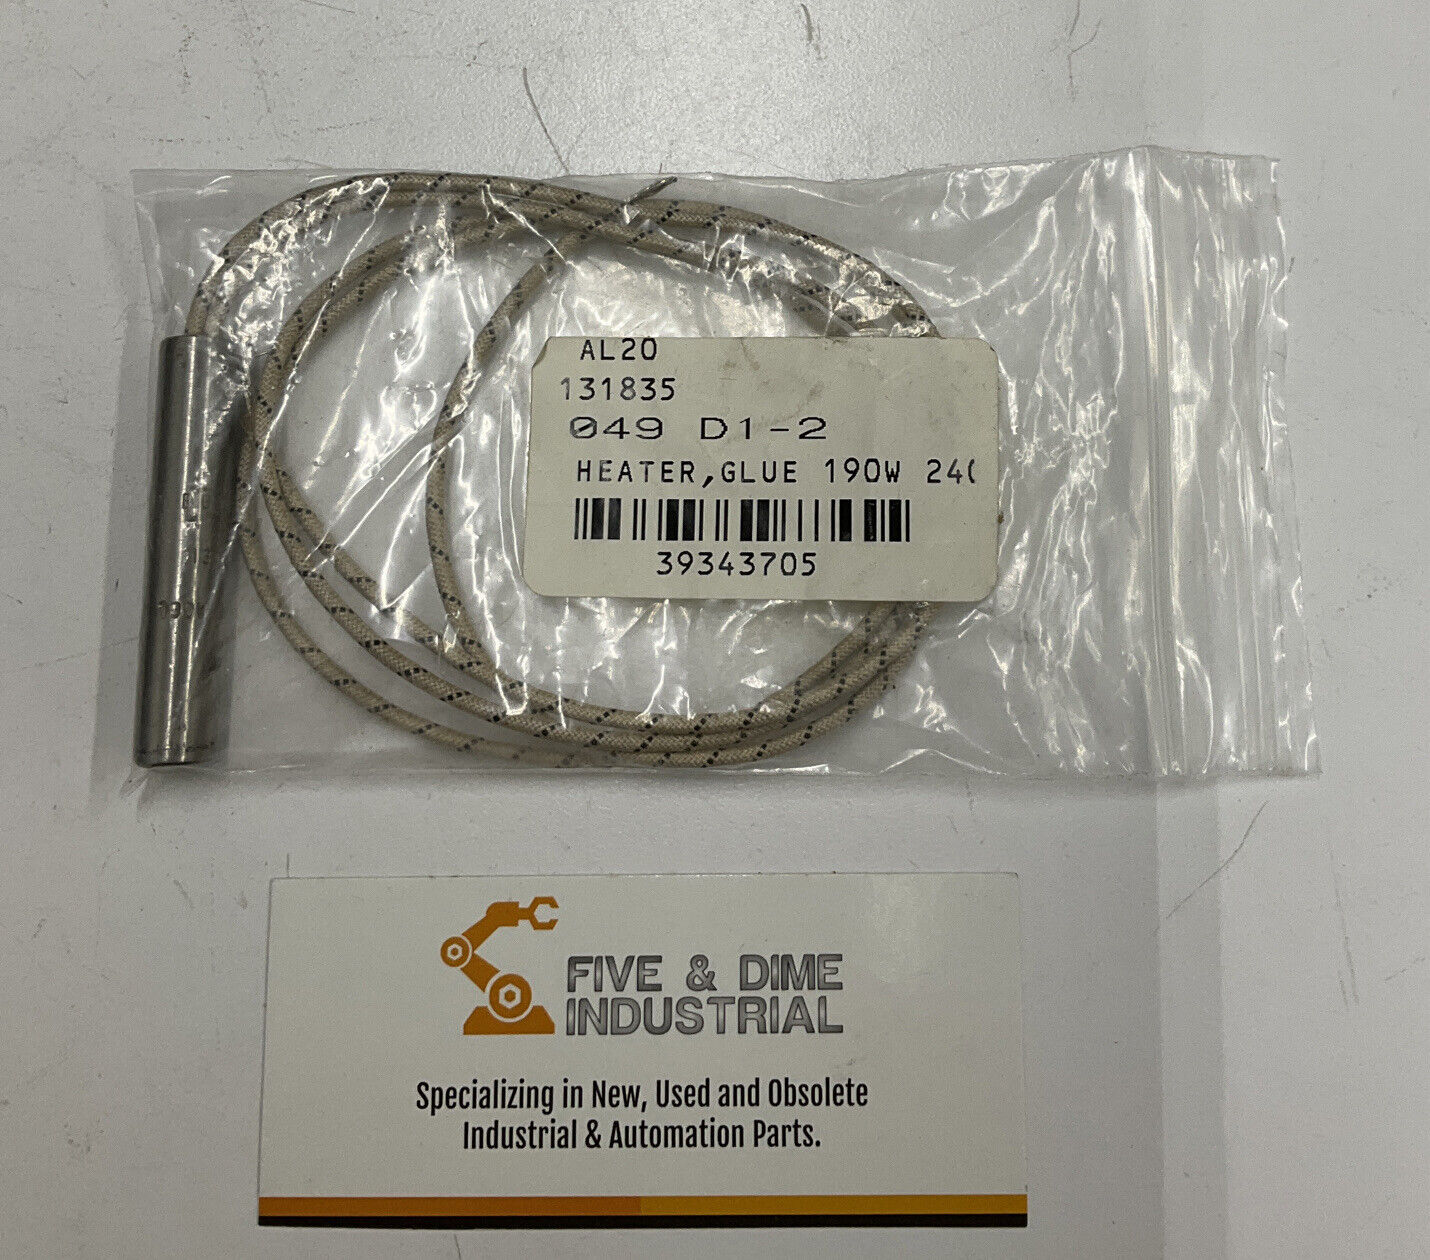 AL20
131835
049 D1-2
HEATER,GLUE 190W 24(
39343705
FIVE & DIME
INDUSTRIAL
Specializing in New, Used and Obsolete
Industrial & Automation Parts.